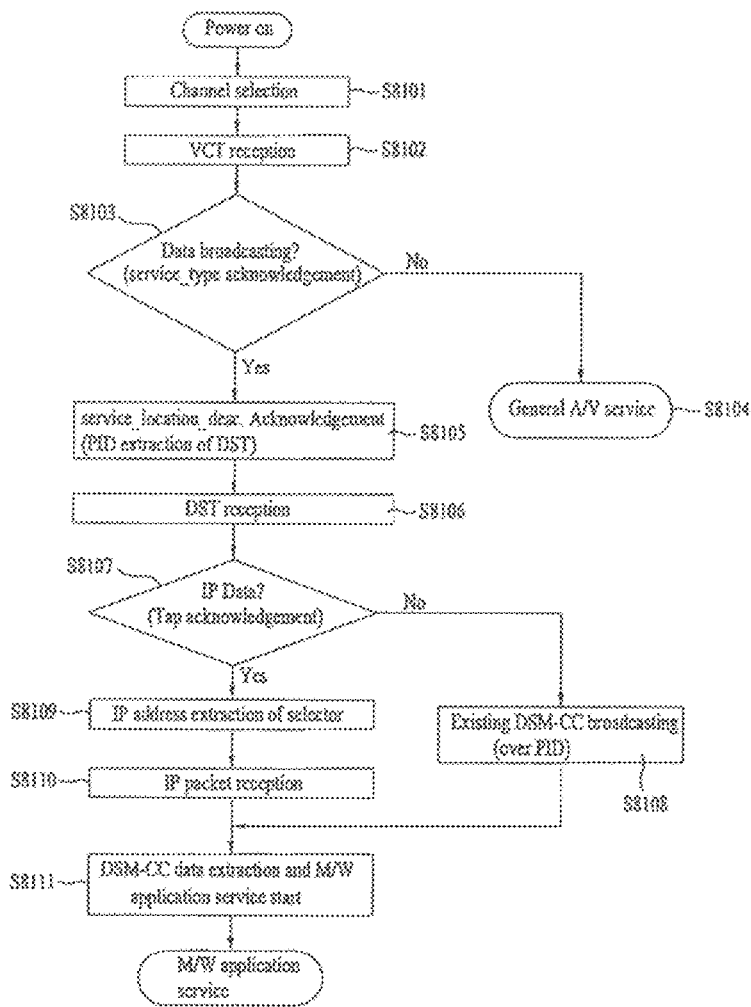 Power on
Channel selection
S8101
VCT reception
S8102
S8103
Data broadcasting?
(service_type acknowledgement)
No
Yes
General A/V service
S8104
service_location_desc. Acknowledgement
(PID extraction of DST)
S8105
DST reception
S8106
S8107
IP Data?
(Tap acknowledgement)
No
Yes
S8109
IP address extraction of selector
Existing DSM-CC broadcasting
(over PID)
S8108
S8110
IP packet reception
S8111
DSM-CC data extraction and M/W
application service start
M/W application
service